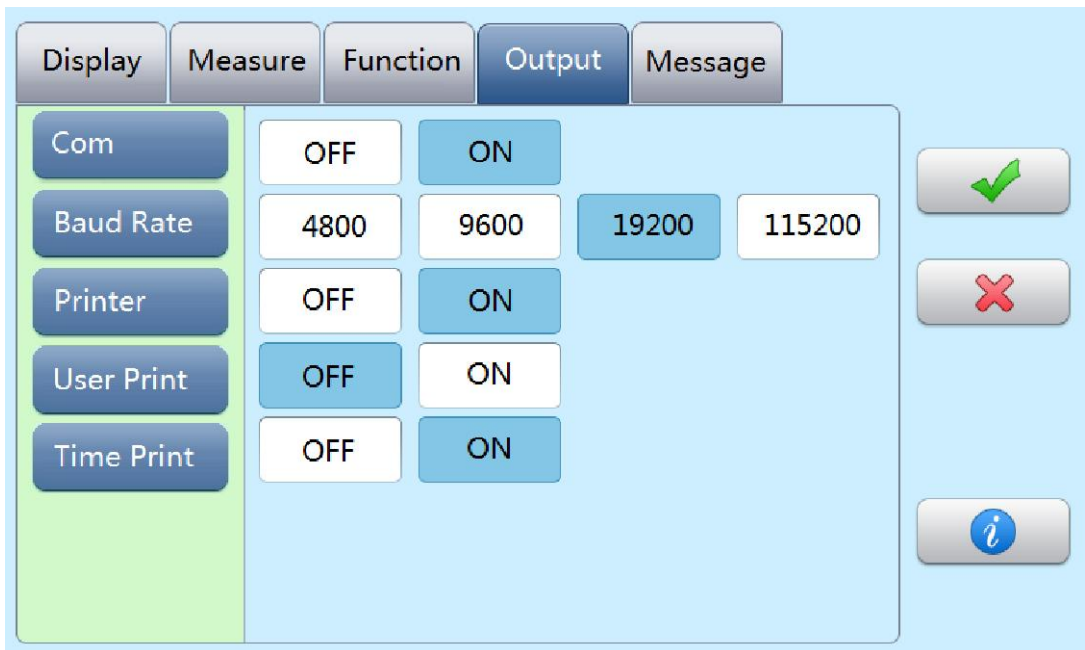 Display Measure Function Output Message
Com OFF ON
Baud Rate 4800 9600 19200 115200
Printer OFF ON
User Print OFF ON
Time Print OFF ON
i